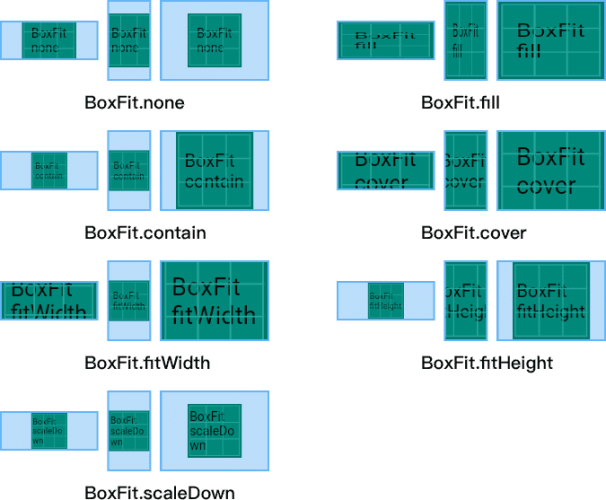 BoxFit
none
BoxFit
none
BoxFit
none
BoxFit.none
BoxFit
fill
BoxFit
fill
BoxFit
fill
BoxFit.fill
BoxFit
contain
BoxFit
contain
BoxFit
contain
BoxFit.contain
BoxFit
cover
BoxFit
cover
BoxFit
cover
BoxFit.cover
BoxFit
fitWidth
BoxFit
fitWidth
BoxFit
fitWidth
BoxFit.fitWidth
BoxFit
fitHeight
oxFit
Heigh
BoxFit
fitHeight
BoxFit.fitHeight
BoxFit
scaleDo
wn
BoxFit
scaleDo
wn
BoxFit
scaleDo
wn
BoxFit.scaleDown